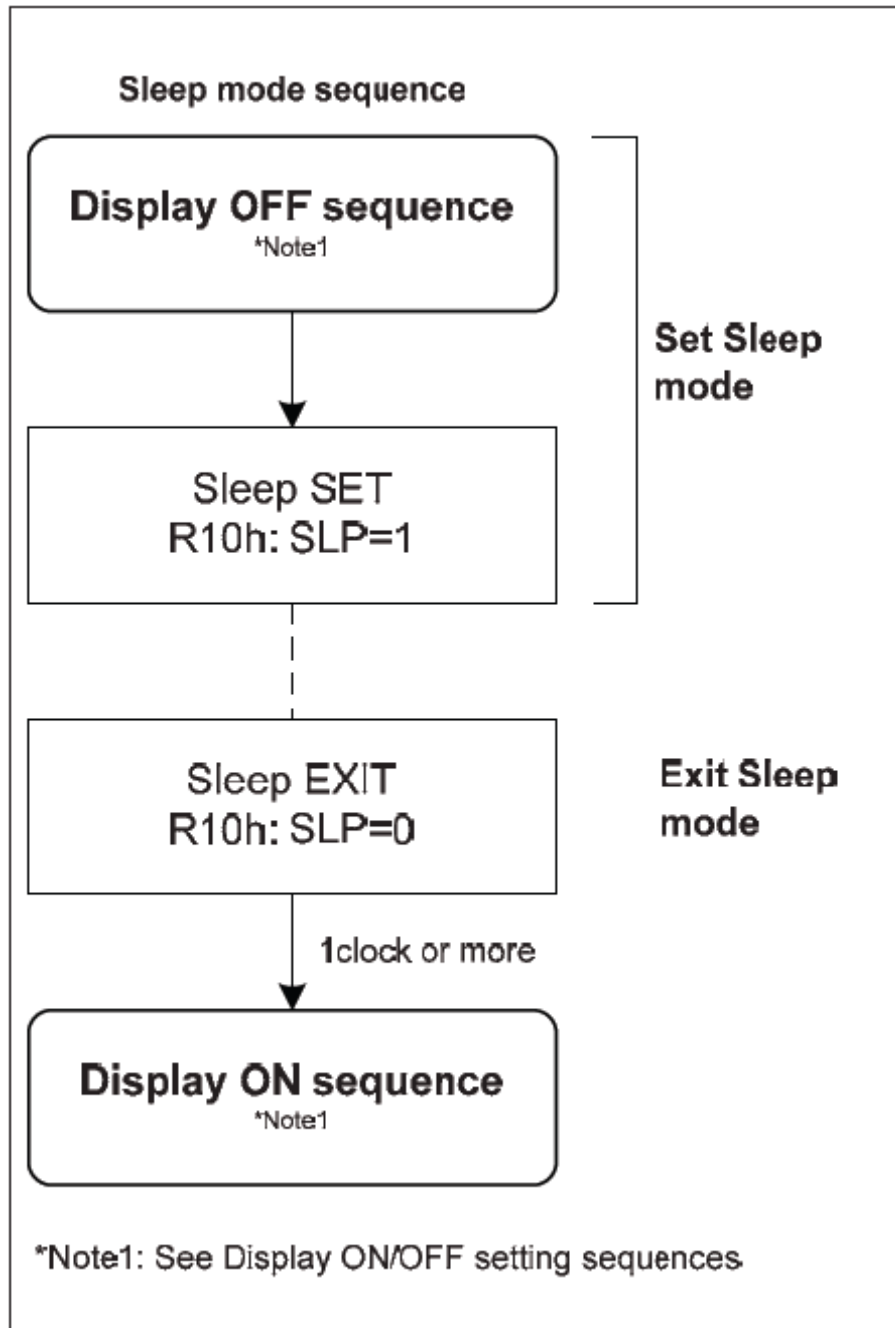 Sleep mode sequence
Display OFF sequence
*Note1
Set Sleep
mode
Sleep SET
R10h: SLP=1
Sleep EXIT
R10h: SLP=0
Exit Sleep
mode
1clock or more
Display ON sequence
*Note1
*Note1: See Display ON/OFF setting sequences